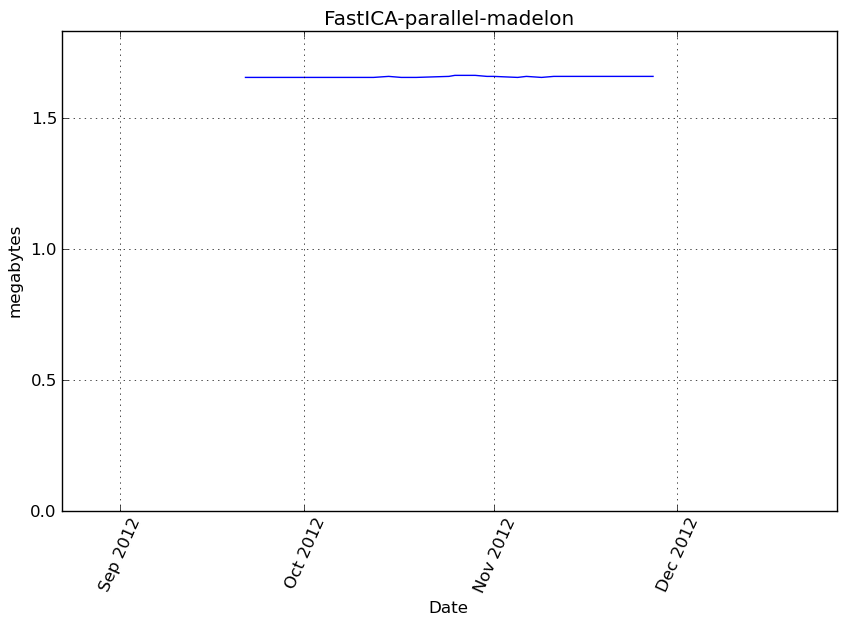 FastICA-parallel-madelon
megabytes
1.5
1.0
0.5
0.0
Sep 2012
Oct 2012
Nov 2012
Dec 2012
Date